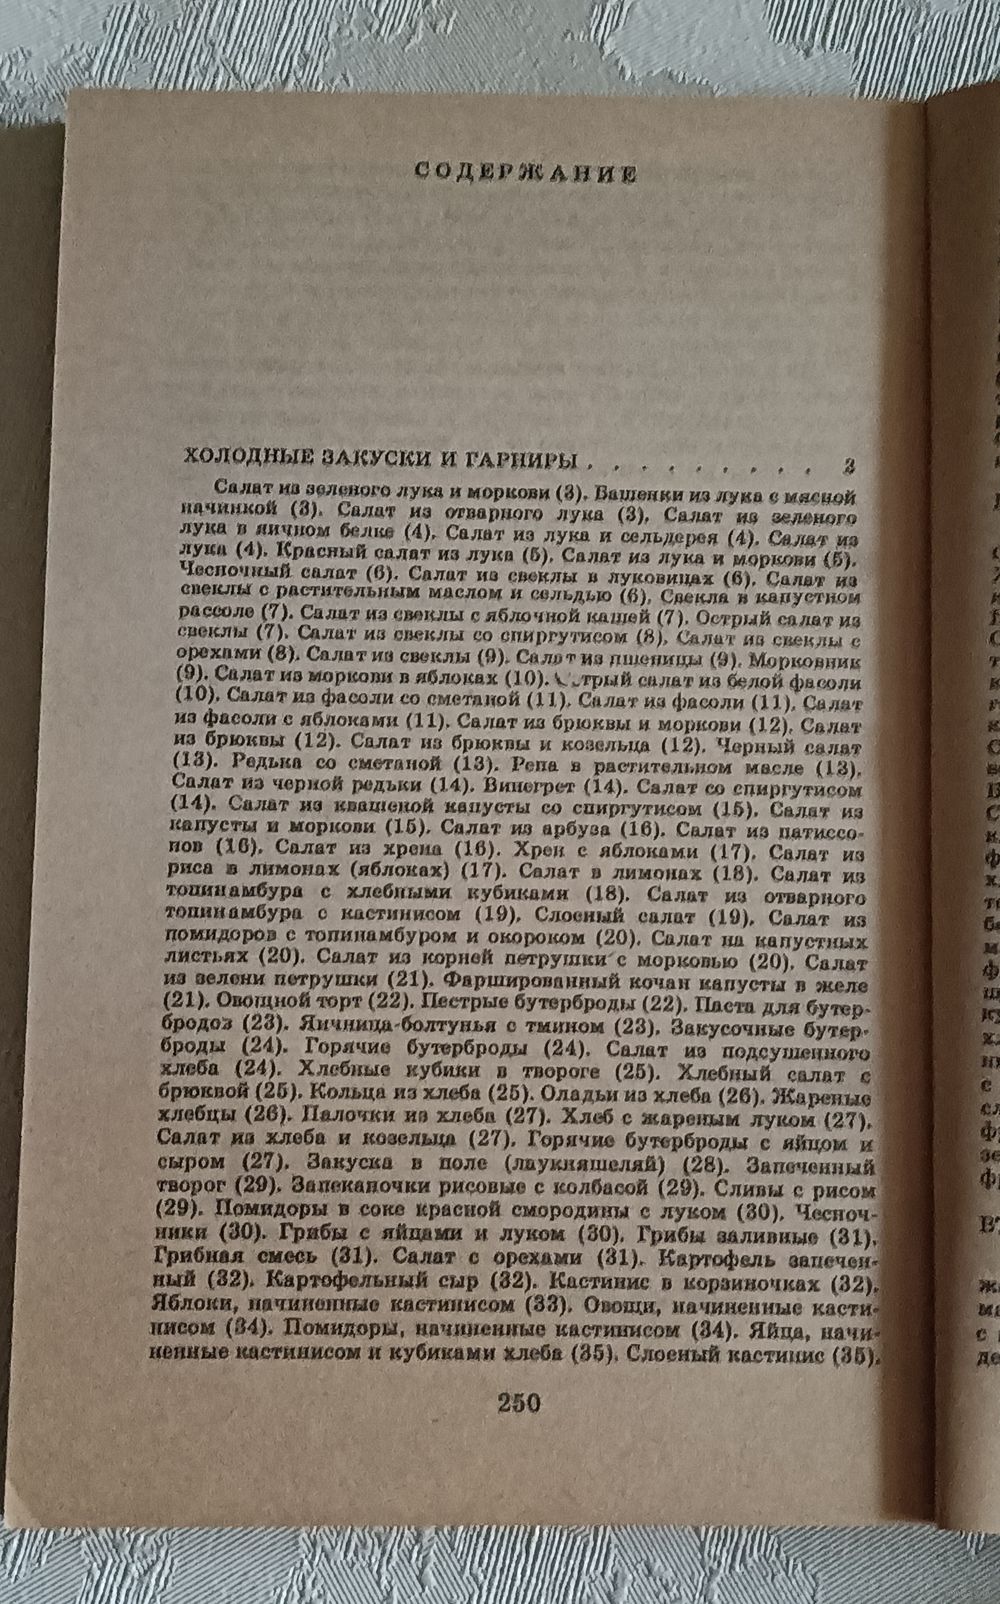 СОДЕРЖАНИЕ
ХОЛОДНЫЕ ЗАКУСКИ И ГАРНИРЫ . . . . . . . . . 3
Салат из зеленого лука и моркови (3). Башенки из лука с мясной
начинкой (3). Салат из отварного лука (3). Салат из зеленого
лука в яичном белке (4). Салат из лука и сельдерея (4). Салат из
лука (4). Красный салат из лука (5). Салат из лука и моркови (5).
Чесночный салат (6). Салат из свеклы в луковицах (6). Салат из
свеклы с растительным маслом и сельдью (6). Свекла в капустном
рассоле (7). Салат из свеклы с яблочной кашей (7). Острый салат из
свеклы (7). Салат из свеклы со спиргутисом (8). Салат из свеклы с
орехами (8). Салат из свеклы (9). Салат из пшеницы (9). Морковник
(9). Салат из моркови в яблоках (10). Острый салат из белой фасоли
(10). Салат из фасоли со сметаной (11). Салат из фасоли (11). Салат
из фасоли с яблоками (11). Салат из брюквы и моркови (12). Салат
из брюквы (12). Салат из брюквы и козельца (12). Черный салат
(13). Редька со сметаной (13). Репа в растительном масле (13).
Салат из черной редьки (14). Винегрет (14). Салат со спиргутисом
(14). Салат из квашеной капусты со спиргутисом (15). Салат из
капусты и моркови (15). Салат из арбуза (16). Салат из патиссо-
нов (16). Салат из хрена (16). Хрен с яблоками (17). Салат из
риса в лимонах (яблоках) (17). Салат в лимонах (18). Салат из
топинамбура с хлебными кубиками (18). Салат из отварного
топинамбура с кастинисом (19). Слоеный салат (19). Салат из
помидоров с топинамбуром и окороком (20). Салат на капустных
листьях (20). Салат из корней петрушки с морковью (20). Салат
из зелени петрушки (21). Фаршированный кочан капусты в желе
(21). Овощной торт (22). Пестрые бутерброды (22). Паста для бутер-
бродов (23). Яичница-болтунья с тмином (23). Закусочные бутер-
броды (24). Горячие бутерброды (24). Салат из подсушенного
хлеба (24). Хлебные кубики в твороге (25). Хлебный салат с
брюквой (25). Кольца из хлеба (25). Оладьи из хлеба (26). Жареные
хлебцы (26). Палочки из хлеба (27). Хлеб с жареным луком (27).
Салат из хлеба и козельца (27). Горячие бутерброды с яйцом и
сыром (27). Закуска в поле (лаукняшеляй) (28). Запеченный
творог (29). Запеканочки рисовые с колбасой (29). Сливы с рисом
(29). Помидоры в соке красной смородины с луком (30). Чесноч-
ники (30). Грибы с яйцами и луком (30). Грибы заливные (31).
Грибная смесь (31). Салат с орехами (31). Картофель запечен-
ный (32). Картофельный сыр (32). Кастинис в корзиночках (32).
Яблоки, начиненные кастинисом (33). Овощи, начиненные касти-
нисом (34). Помидоры, начиненные кастинисом (34). Яйца, начи-
ненные кастинисом и кубиками хлеба (35). Слоеный кастинис (35).
250